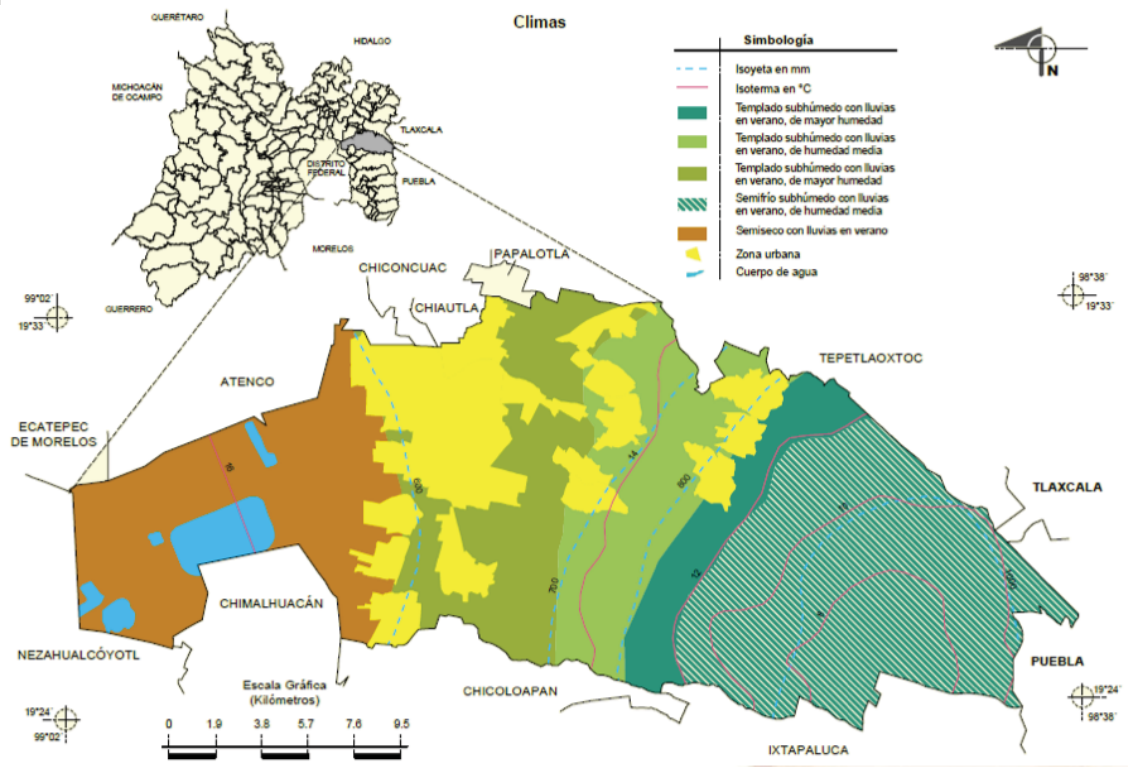 Climas
QUERÉTARO
HIDALGO
MICHOACÁN
DE OCAMPO
TLAXCALA
DISTRITO
FEDERAL
PUEBLA
MORELOS
GUERRERO
Simbología
Isoyeta en mm
Isoterma en °C
Templado subhúmedo con lluvias
en verano, de mayor humedad
Templado subhúmedo con lluvias
en verano, de humedad media
Templado subhúmedo con lluvias
en verano, de mayor humedad
Semifrío subhúmedo con lluvias
en verano, de humedad media
Semiseco con lluvias en verano
Zona urbana
Cuerpo de agua
N
99°02´
19°33´
98°38´
19°33´
PAPALOTLA
CHICONCUAC
CHIAUTLA
TEPETLAOXTOC
ATENCO
ECATEPEC
DE MORELOS
TLAXCALA
16
600
14
800
700
12
10
8
1000
CHIMALHUACÁN
NEZAHUALCÓYOTL
PUEBLA
CHICOLOAPAN
IXTAPALUCA
19°24´
99°02´
19°24´
98°38´
Escala Gráfica
(Kilómetros)
0 1.9 3.8 5.7 7.6 9.5